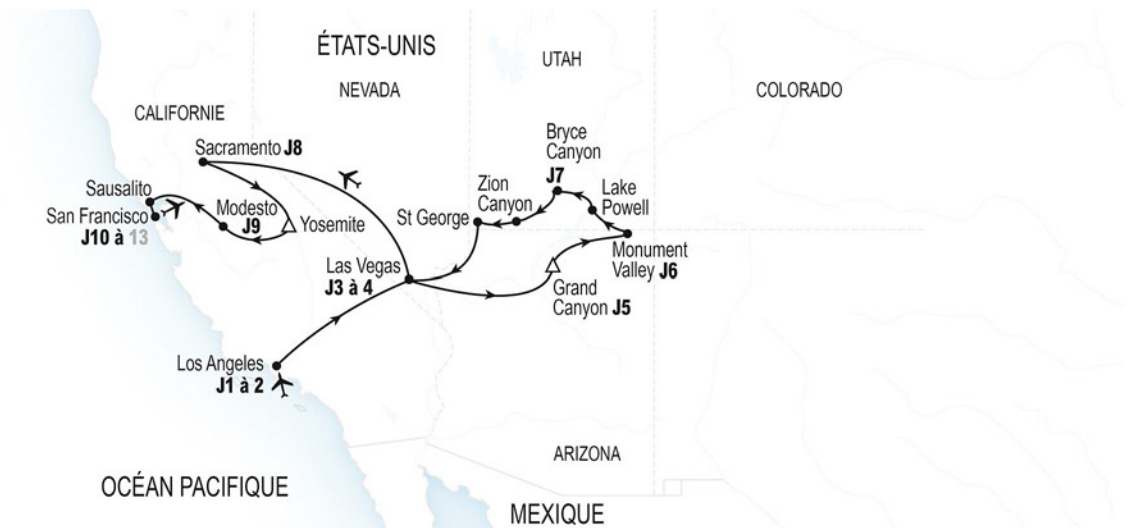 ÉTATS-UNIS
UTAH
NEVADA
COLORADO
CALIFORNIE
Sacramento J8
Bryce
Canyon
J7
Zion
Canyon
Lake
Powell
Sausalito
San Francisco
J10 à 13
Modesto
J9
Yosemite
St George
Monument
Valley J6
Las Vegas
J3 à 4
Grand
Canyon J5
Los Angeles
J1 à 2
ARIZONA
OCÉAN PACIFIQUE
MEXIQUE